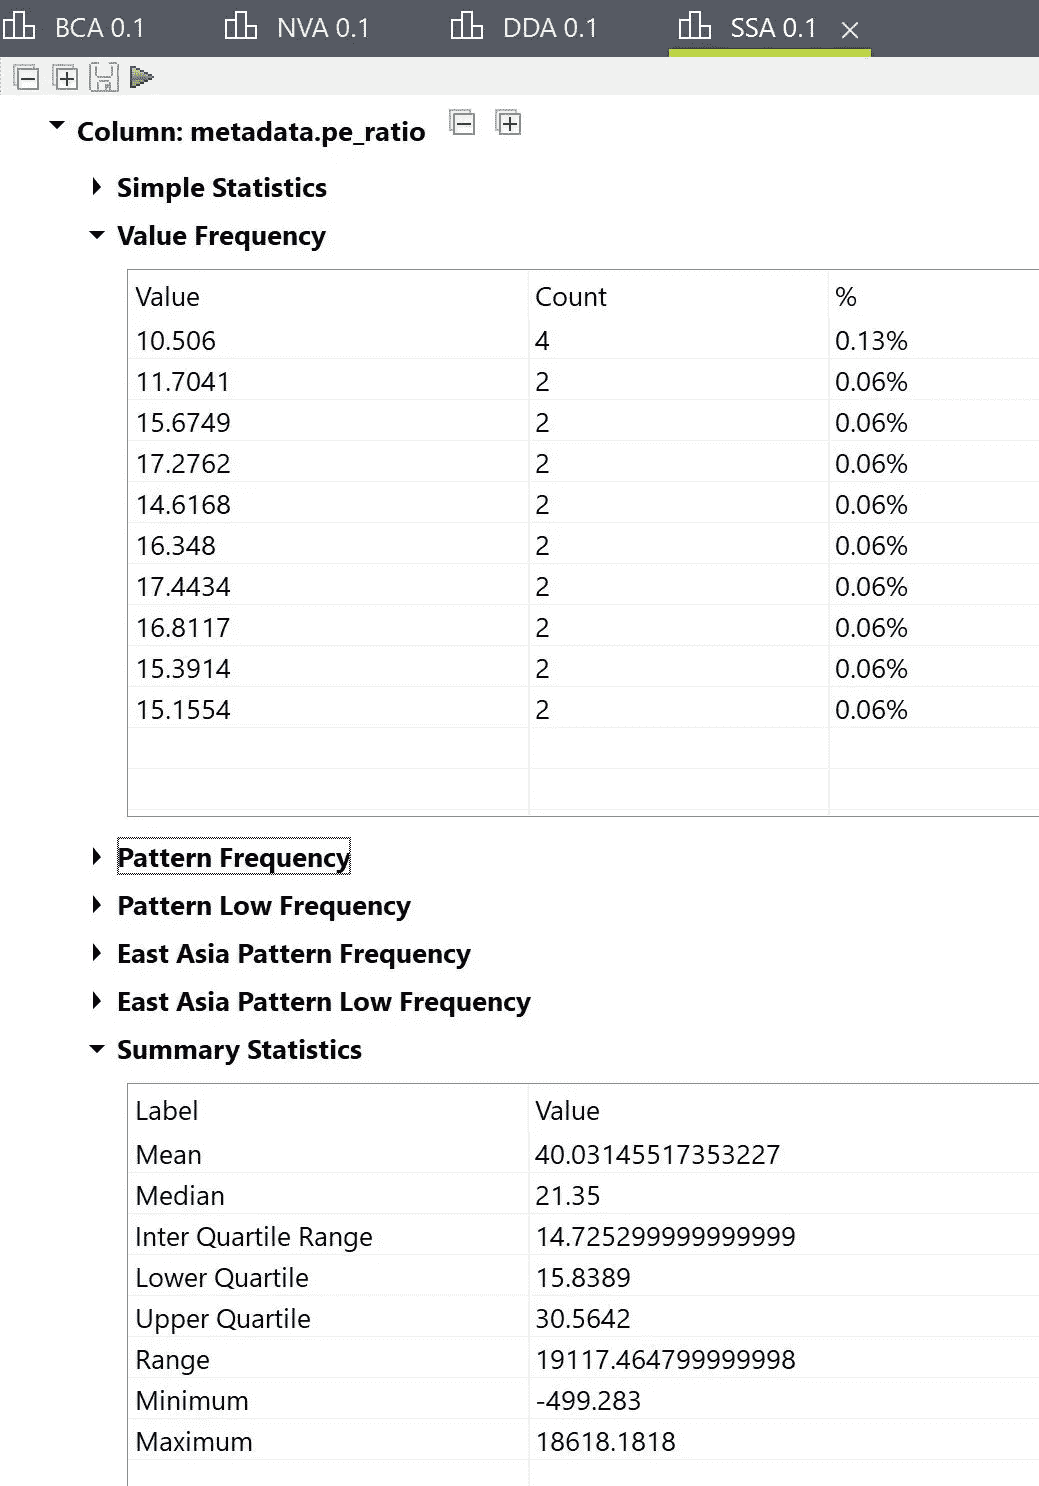 BCA 0.1 NVA 0.1 DDA 0.1 SSA 0.1
Column: metadata.pe_ratio
Simple Statistics
Value Frequency
Value Count %
10.506 4 0.13%
11.7041 2 0.06%
15.6749 2 0.06%
17.2762 2 0.06%
14.6168 2 0.06%
16.348 2 0.06%
17.4434 2 0.06%
16.8117 2 0.06%
15.3914 2 0.06%
15.1554 2 0.06%
Pattern Frequency
Pattern Low Frequency
East Asia Pattern Frequency
East Asia Pattern Low Frequency
Summary Statistics
Label Value
Mean 40.03145517353227
Median 21.35
Inter Quartile Range 14.725299999999999
Lower Quartile 15.8389
Upper Quartile 30.5642
Range 19117.464799999998
Minimum -499.283
Maximum 18618.1818